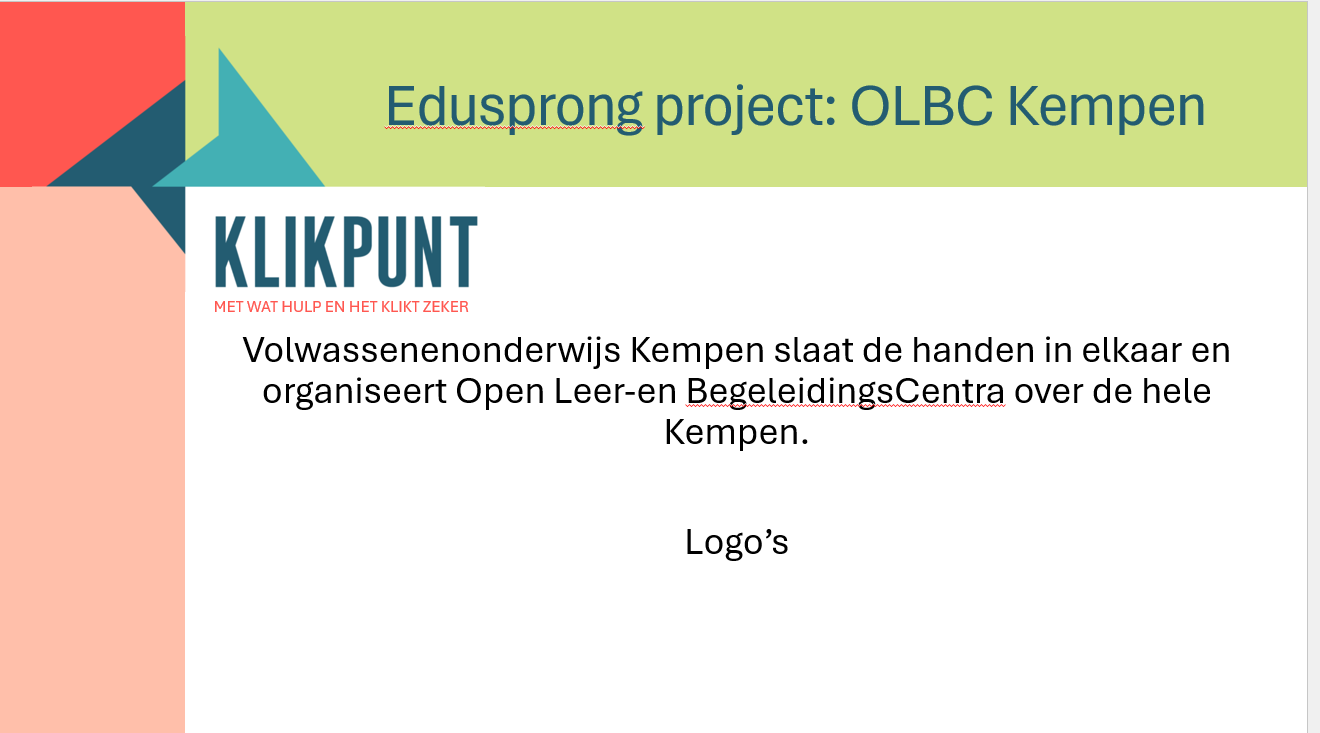 Edusprong project: OLBC Kempen
KLIKPUNT
MET WAT HULP EN HET KLIKT ZEKER
Volwassenenonderwijs Kempen slaat de handen in elkaar en
organiseert Open Leer-en BegeleidingsCentra over de hele
Kempen.
Logo’s